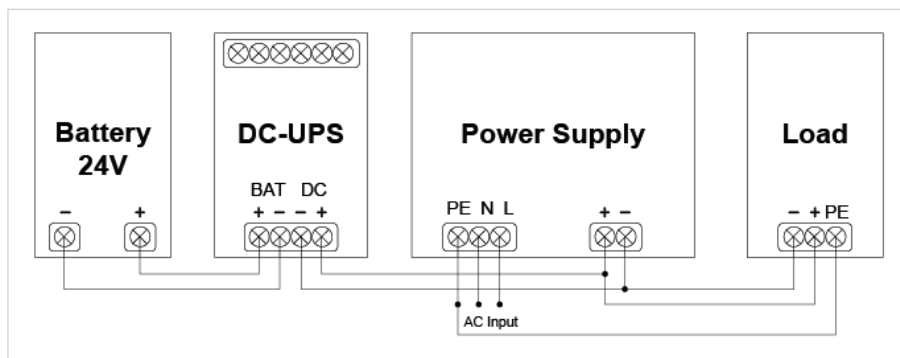 Battery
24V
DC-UPS
Power Supply
Load
BAT DC
PE N L
− +
+ − − +
+ −
− + PE
AC Input